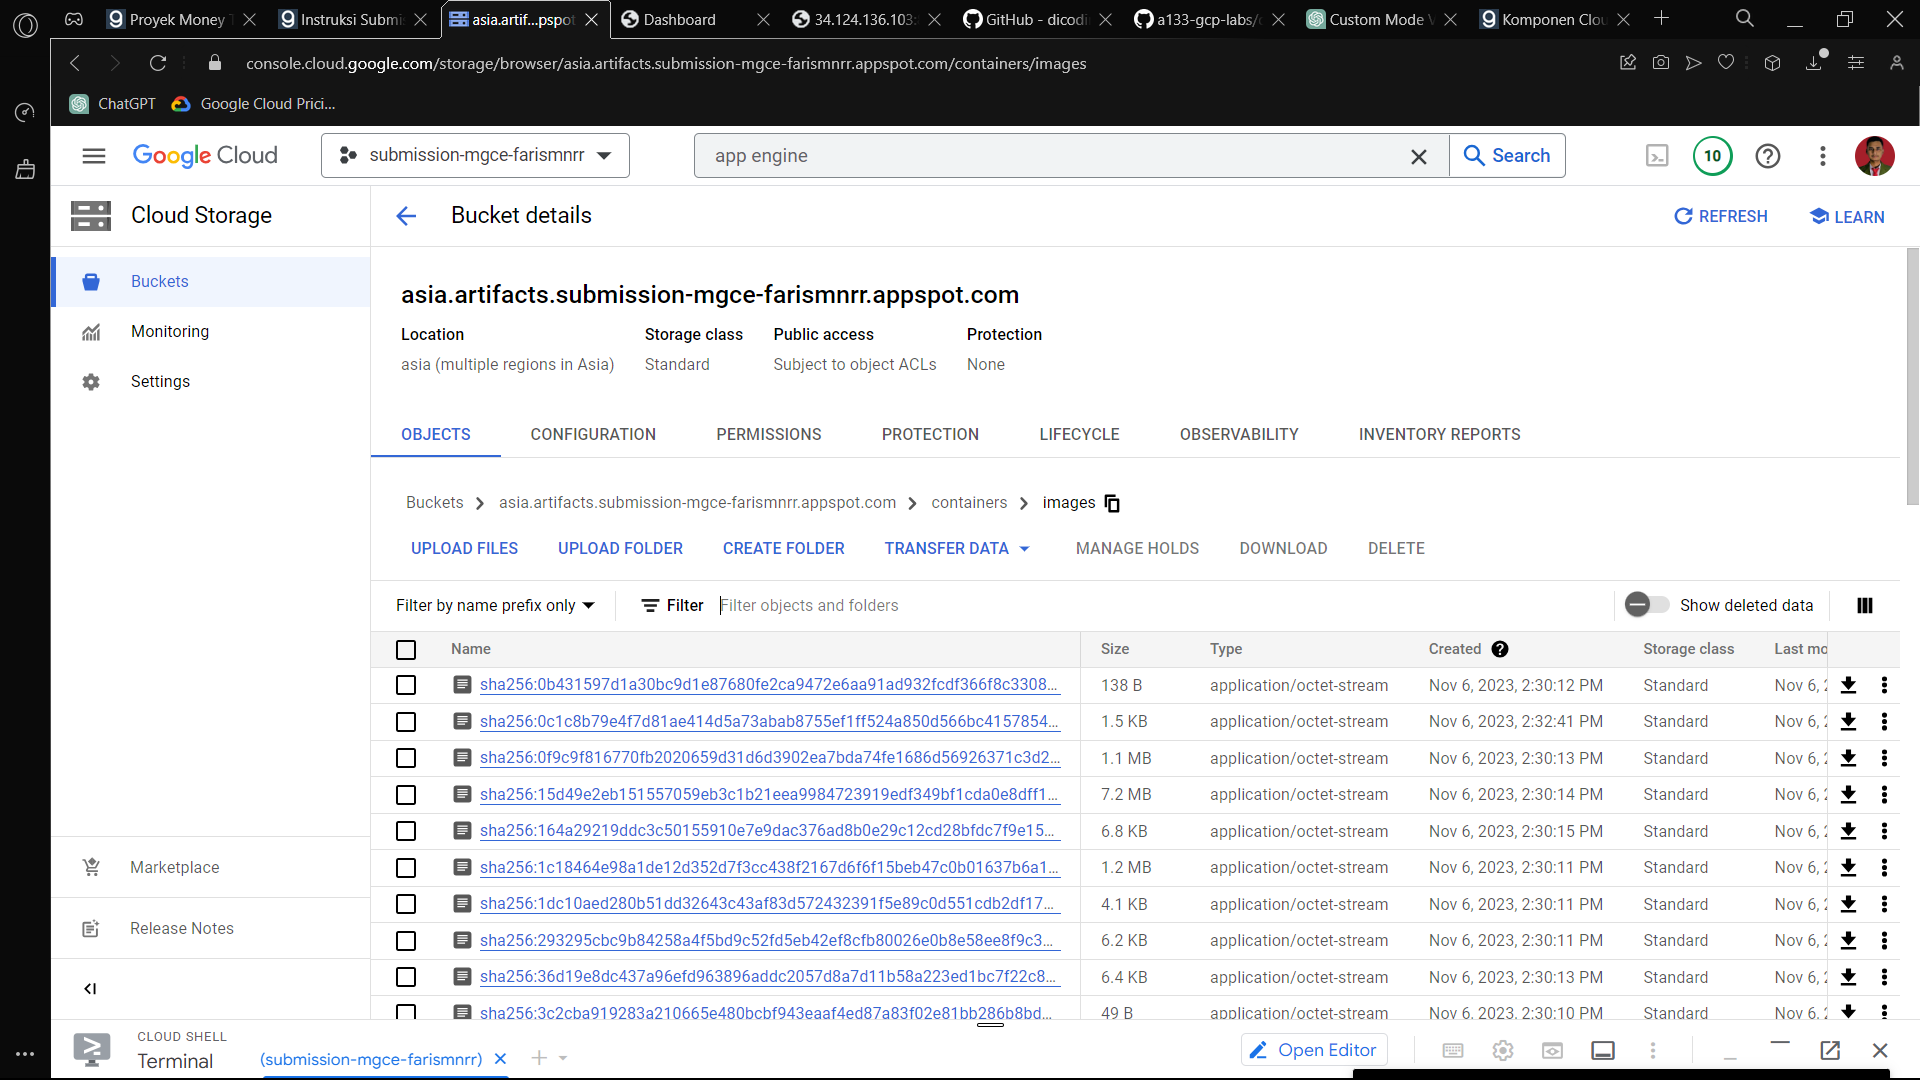 Proyek Money
Instruksi Submis
asia.artif...pspot
Dashboard
34.124.136.103:
GitHub - dicodi
a133-gcp-labs/
Custom Mode V
Komponen Clou
console.cloud.google.com/storage/browser/asia.artifacts.submission-mgce-farismnrr.appspot.com/containers/images
ChatGPT
Google Cloud Prici...
Google Cloud
submission-mgce-farismnrr
app engine
Search
10
Cloud Storage
Bucket details
REFRESH
LEARN
Buckets
Monitoring
Settings
Marketplace
Release Notes
asia.artifacts.submission-mgce-farismnrr.appspot.com
Location Storage class Public access Protection
asia (multiple regions in Asia) Standard Subject to object ACLs None
OBJECTS CONFIGURATION PERMISSIONS PROTECTION LIFECYCLE OBSERVABILITY INVENTORY REPORTS
Buckets > asia.artifacts.submission-mgce-farismnrr.appspot.com > containers > images
UPLOAD FILES UPLOAD FOLDER CREATE FOLDER TRANSFER DATA MANAGE HOLDS DOWNLOAD DELETE
Filter by name prefix only Filter Filter objects and folders Show deleted data
Name Size Type Created Storage class Last mo
sha256:0b431597d1a30bc9d1e87680fe2ca9472e6aa91ad932fcdf366f8c3308... 138 B application/octet-stream Nov 6, 2023, 2:30:12 PM Standard Nov 6, 2
sha256:0c1c8b79e4f7d81ae414d5a73abab8755ef1ff524a850d566bc4157854... 1.5 KB application/octet-stream Nov 6, 2023, 2:32:41 PM Standard Nov 6, 2
sha256:0f9c9f816770fb2020659d31d6d3902ea7bda74fe1686d56926371c3d2... 1.1 MB application/octet-stream Nov 6, 2023, 2:30:13 PM Standard Nov 6, 2
sha256:15d49e2eb151557059eb3c1b21eea9984723919edf349bf1cda0e8dff1... 7.2 MB application/octet-stream Nov 6, 2023, 2:30:14 PM Standard Nov 6, 2
sha256:164a29219ddc3c50155910e7e9dac376ad8b0e29c12cd28bfdc7f9e15... 6.8 KB application/octet-stream Nov 6, 2023, 2:30:15 PM Standard Nov 6, 2
sha256:1c18464e98a1de12d352d7f3cc438f2167d6f6f15beb47c0b01637b6a1... 1.2 MB application/octet-stream Nov 6, 2023, 2:30:11 PM Standard Nov 6, 2
sha256:1dc10aed280b51dd32643c43af83d572432391f5e89c0d551cdb2df17... 4.1 KB application/octet-stream Nov 6, 2023, 2:30:11 PM Standard Nov 6, 2
sha256:293295cbc9b84258a4f5bd9c52fd5eb42ef8cfb80026e0b8e58ee8f9c3... 6.2 KB application/octet-stream Nov 6, 2023, 2:30:11 PM Standard Nov 6, 2
sha256:36d19e8dc437a96efd963896addc2057d8a7d11b58a223ed1bc7f22c8... 6.4 KB application/octet-stream Nov 6, 2023, 2:30:13 PM Standard Nov 6, 2
sha256:3c2cba919283a210665e480bcbf943eaaf4ed87a83f02e81bb286b8bd... 49 B application/octet-stream Nov 6, 2023, 2:30:10 PM Standard Nov 6, 2
CLOUD SHELL
Terminal
(submission-mgce-farismnrr)
Open Editor